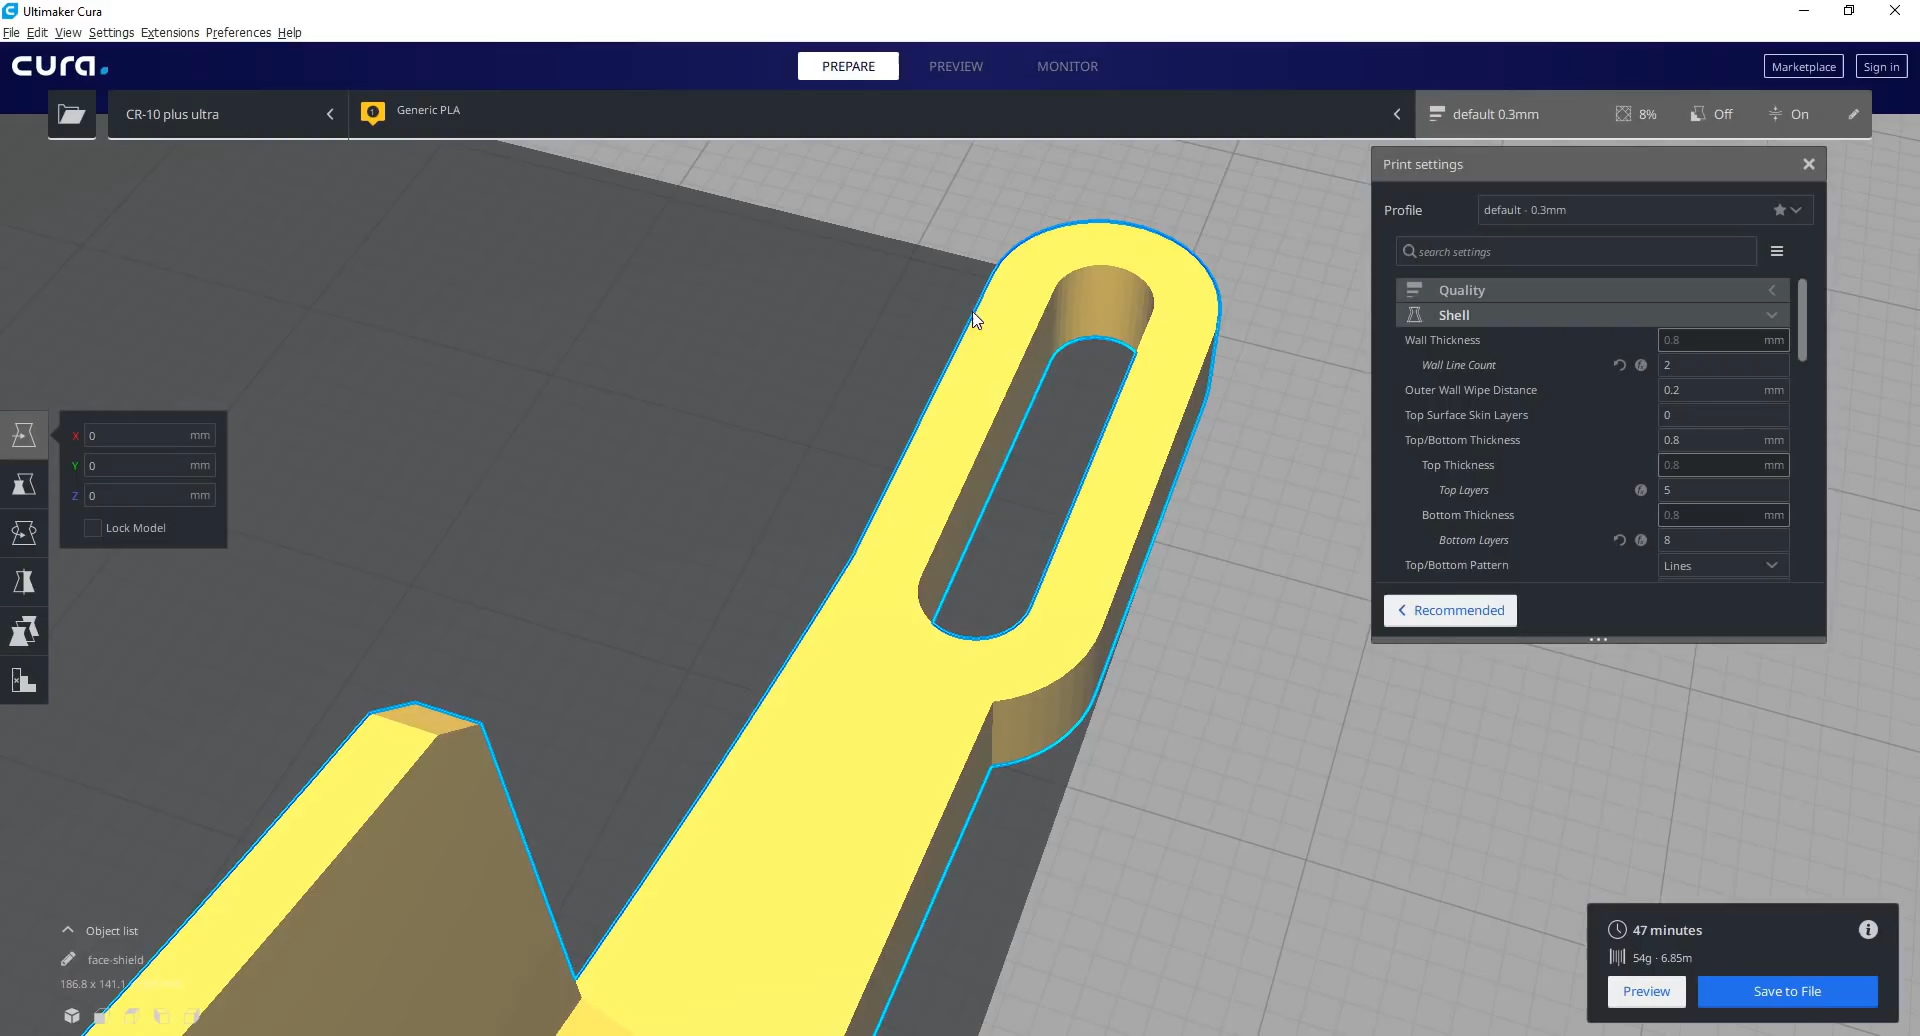 Ultimaker Cura
File Edit View Settings Extensions Preferences Help
cura.
PREPARE PREVIEW MONITOR
Marketplace Sign in
CR-10 plus ultra
1
Generic PLA
default 0.3mm 8% Off On
Print settings
Profile default - 0.3mm
search settings
Quality
Shell
Wall Thickness 0.8 mm
Wall Line Count 2
Outer Wall Wipe Distance 0.2 mm
Top Surface Skin Layers 0
Top/Bottom Thickness 0.8 mm
Top Thickness 0.8 mm
Top Layers 5
Bottom Thickness 0.8 mm
Bottom Layers 8
Top/Bottom Pattern Lines
Recommended
X 0 mm
Y 0 mm
Z 0 mm
Lock Model
Object list
face-shield
186.8 x 141.1
47 minutes
54g · 6.85m
Preview Save to File